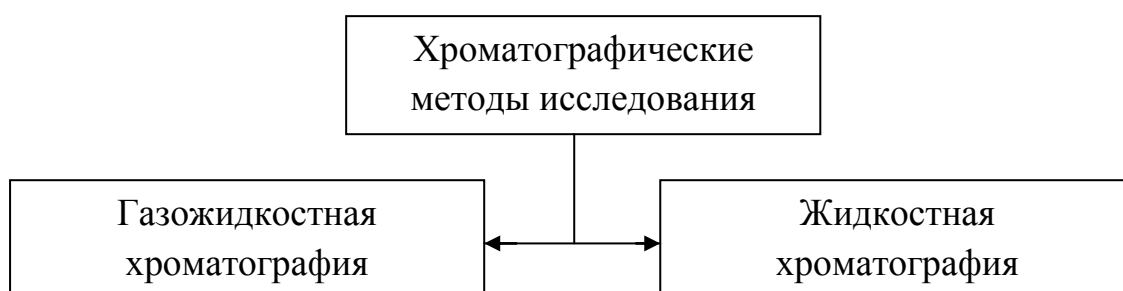 Хроматографические
методы исследования
Газожидкостная
хроматография
Жидкостная
хроматография